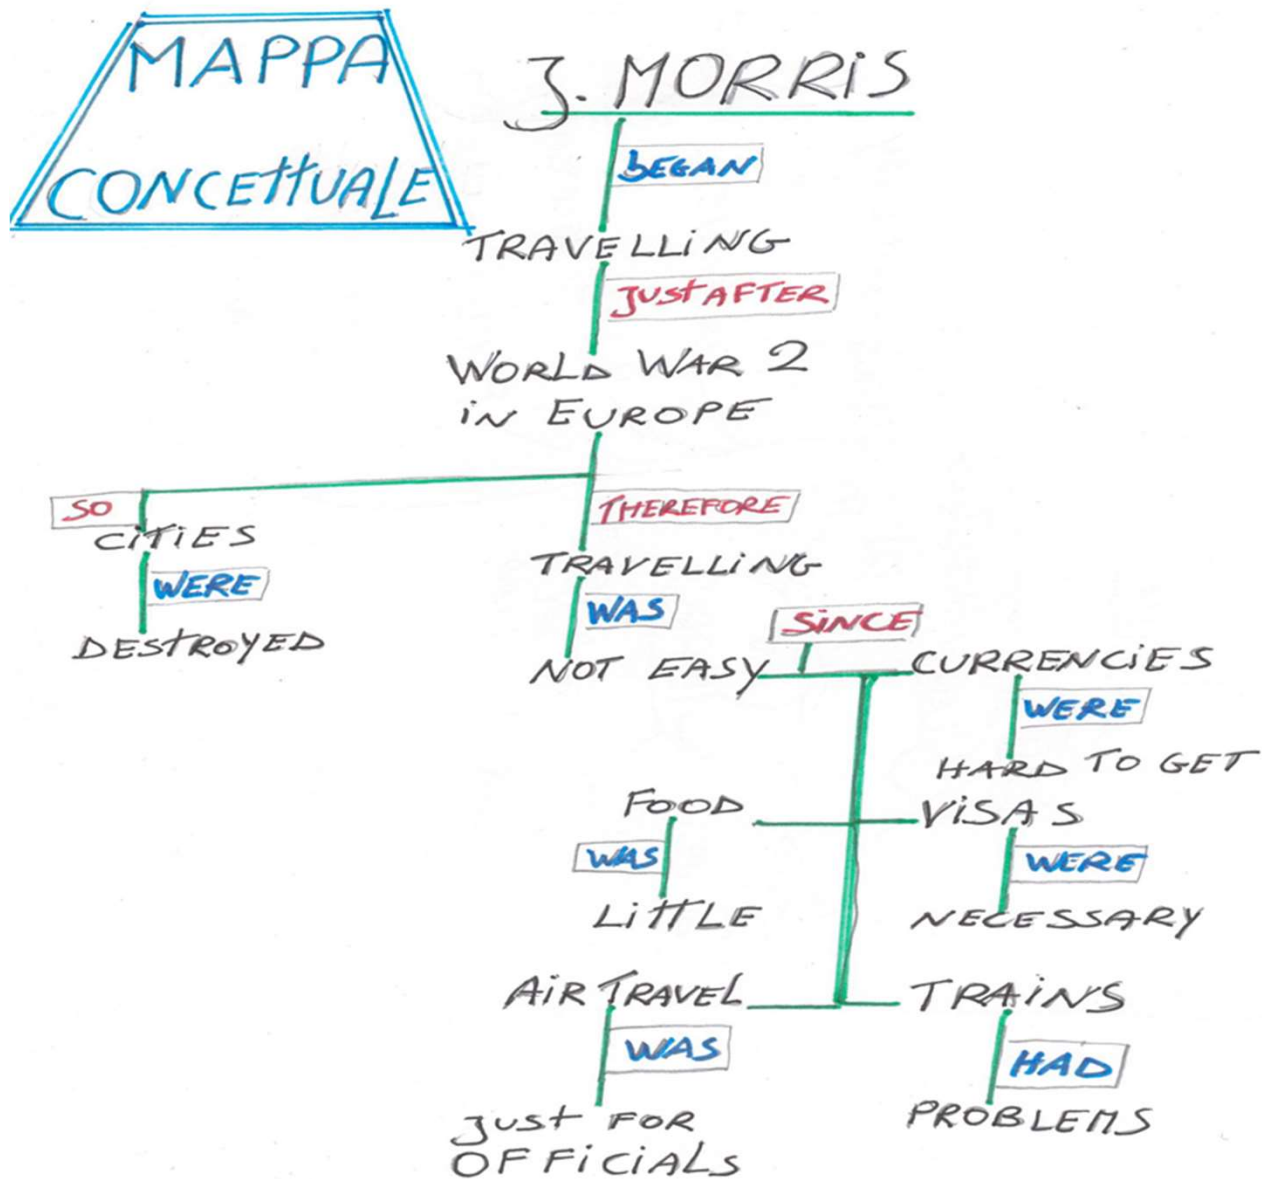 MAPPA
CONCETTUALE
J. MORRIS
BEGAN
TRAVELLING
JUST AFTER
WORLD WAR 2
IN EUROPE
SO
THEREFORE
CITIES
TRAVELLING
WERE
WAS
SINCE
DESTROYED
NOT EASY
CURRENCIES
WERE
HARD TO GET
FOOD
VISAS
WAS
WERE
LITTLE
NECESSARY
AIR TRAVEL
TRAINS
WAS
HAD
JUST FOR
OFFICIALS
PROBLEMS